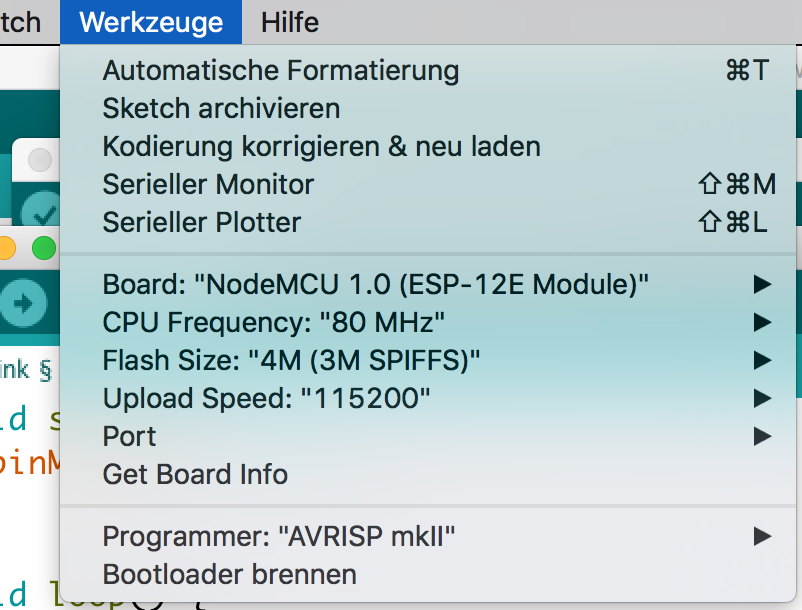 tch Werkzeuge Hilfe
Automatische Formatierung ⌘T
Sketch archivieren
Kodierung korrigieren & neu laden
Serieller Monitor ⇧⌘M
Serieller Plotter ⇧⌘L
Board: "NodeMCU 1.0 (ESP-12E Module)"
CPU Frequency: "80 MHz"
Flash Size: "4M (3M SPIFFS)"
ink §
Upload Speed: "115200"
ld s
Port
pinM
Get Board Info
Programmer: "AVRISP mkII"
Bootloader brennen
ld loop() {